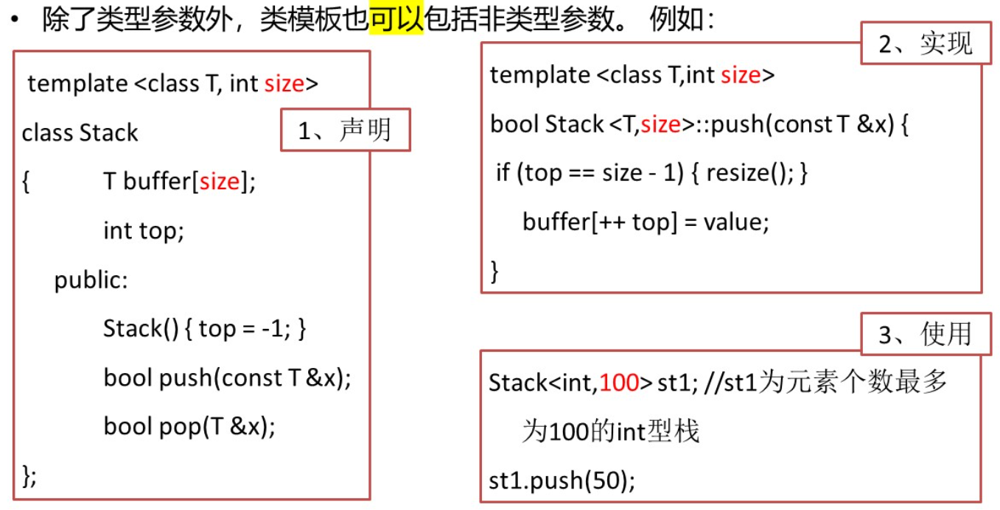 • 除了类型参数外，类模板也可以包括非类型参数。 例如：
template <class T, int size>
class Stack
1、声明
{ T buffer[size];
int top;
public:
Stack() { top = -1; }
bool push(const T &x);
bool pop(T &x);
};
2、实现
template <class T,int size>
bool Stack <T,size>::push(const T &x) {
if (top == size - 1) { resize(); }
buffer[++ top] = value;
}
3、使用
Stack<int,100> st1; //st1为元素个数最多
为100的int型栈
st1.push(50);